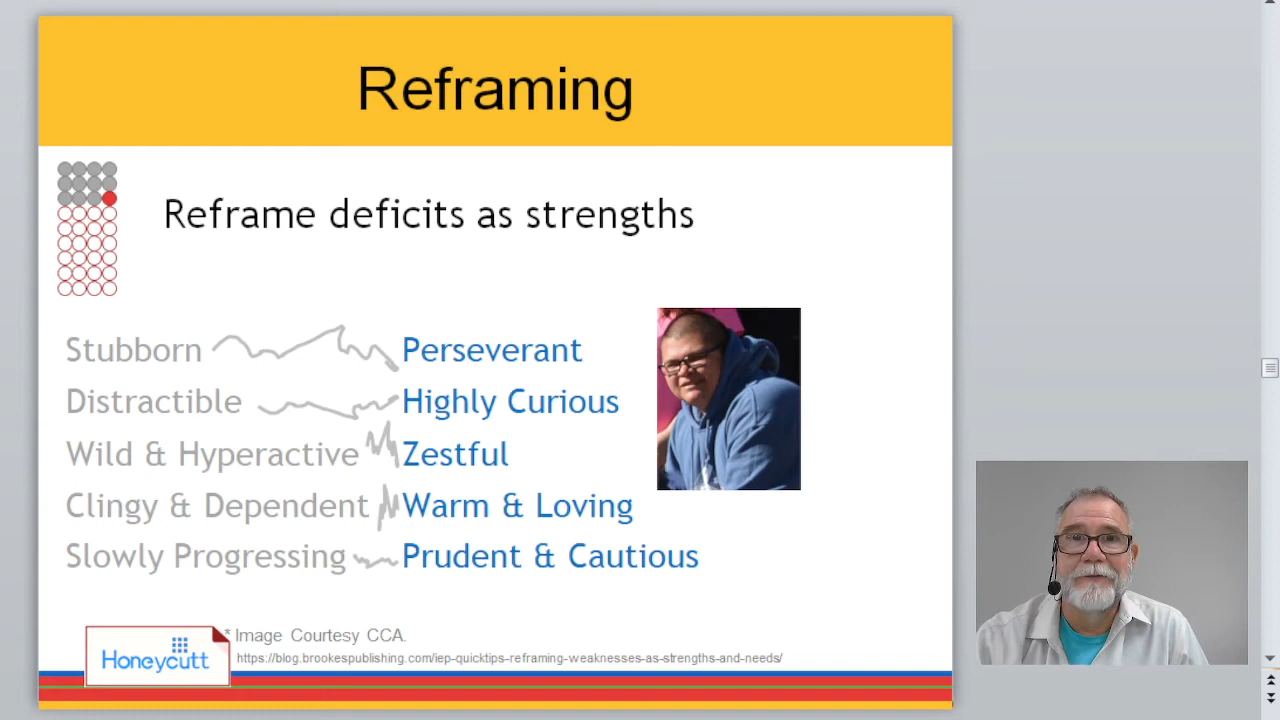 Reframing
Reframe deficits as strengths
Stubborn Perseverant
Distractible Highly Curious
Wild & Hyperactive Zestful
Clingy & Dependent Warm & Loving
Slowly Progressing Prudent & Cautious
* Image Courtesy CCA.
https://blog.brookespublishing.com/iep-quicktips-reframing-weaknesses-as-strengths-and-needs/
Honeycutt